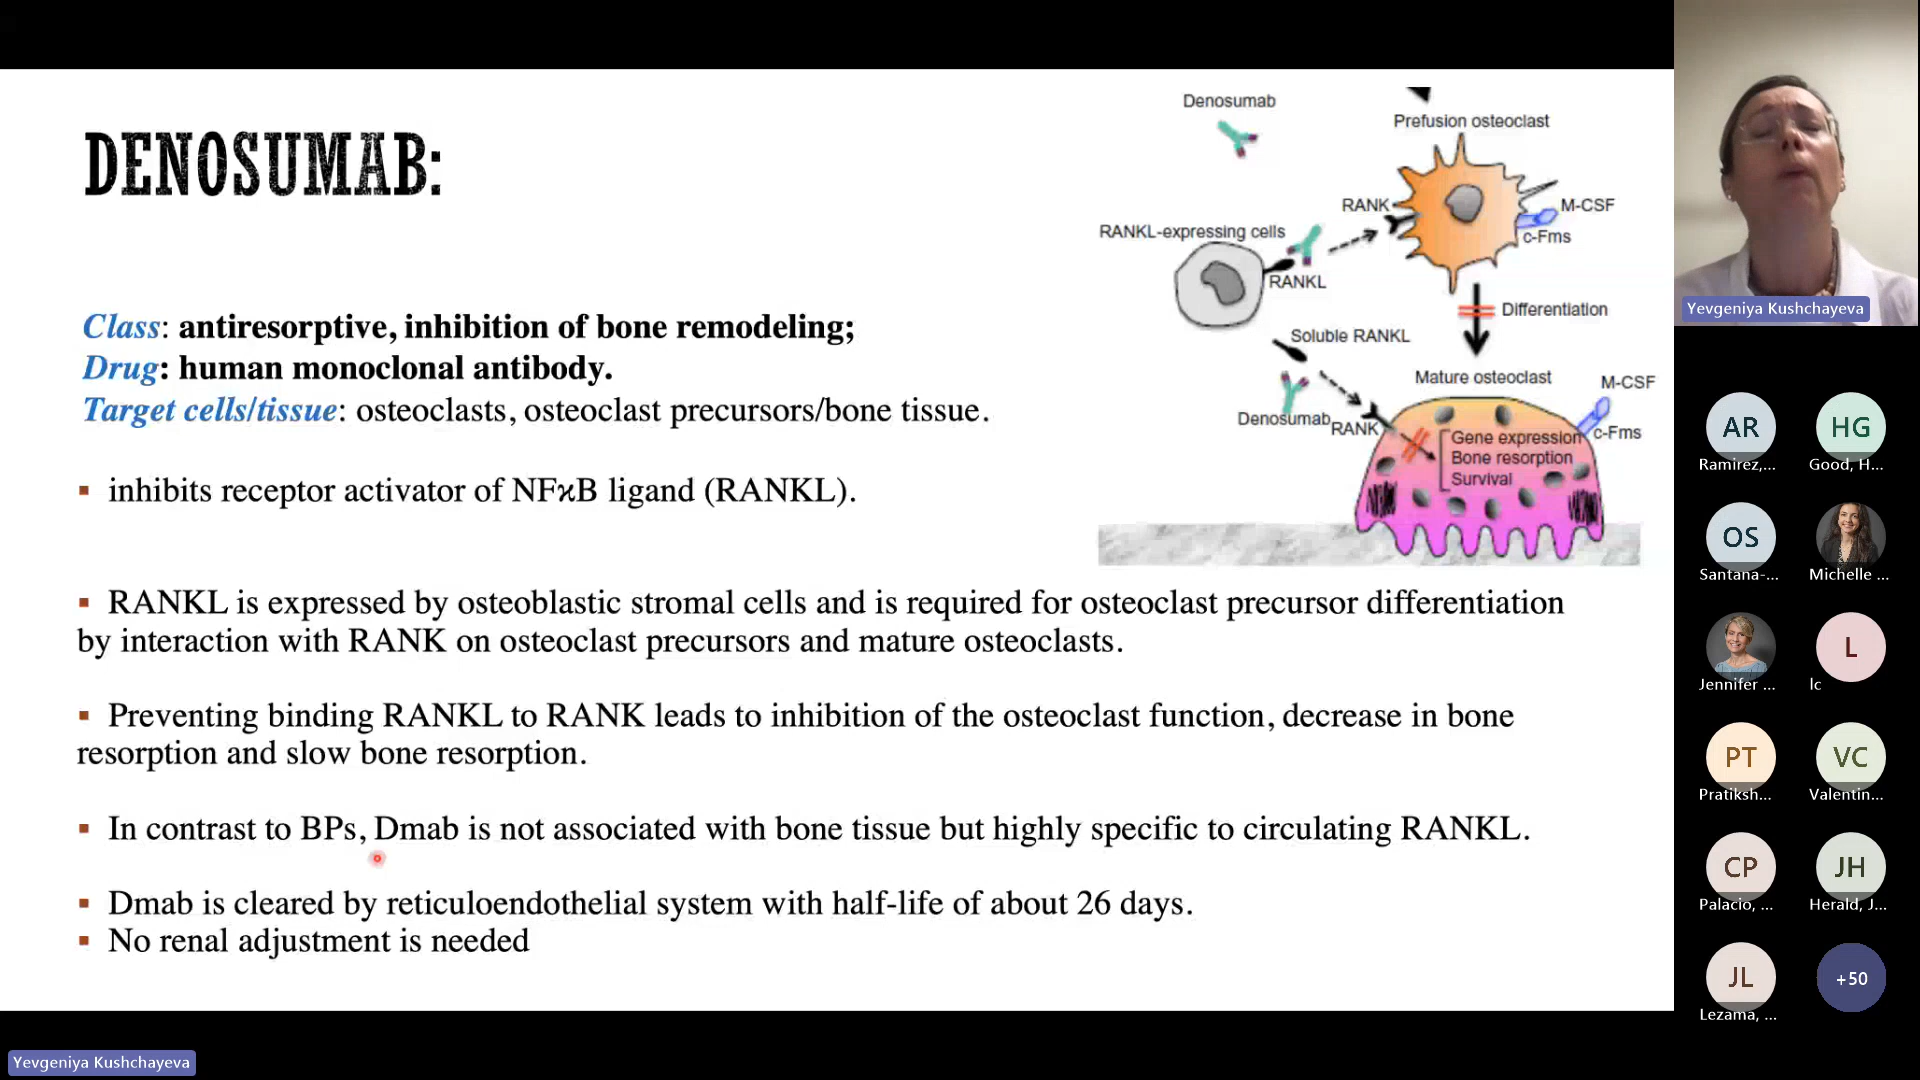 DENOSUMAB:
Class: antiresorptive, inhibition of bone remodeling;
Drug: human monoclonal antibody.
Target cells/tissue: osteoclasts, osteoclast precursors/bone tissue.
▪ inhibits receptor activator of NFϰB ligand (RANKL).
▪ RANKL is expressed by osteoblastic stromal cells and is required for osteoclast precursor differentiation
by interaction with RANK on osteoclast precursors and mature osteoclasts.
▪ Preventing binding RANKL to RANK leads to inhibition of the osteoclast function, decrease in bone
resorption and slow bone resorption.
▪ In contrast to BPs, Dmab is not associated with bone tissue but highly specific to circulating RANKL.
▪ Dmab is cleared by reticuloendothelial system with half-life of about 26 days.
▪ No renal adjustment is needed
Denosumab
Prefusion osteoclast
RANK
M-CSF
c-Fms
RANKL-expressing cells
RANKL
Differentiation
Soluble RANKL
Mature osteoclast
M-CSF
c-Fms
Denosumab
RANK
Gene expression
Bone resorption
Survival
Yevgeniya Kushchayeva
AR
Ramirez,...
HG
Good, H...
OS
Santana-...
Michelle ...
Jennifer ...
L
lc
PT
Pratiksh...
VC
Valentin...
CP
Palacio, ...
JH
Herald, J...
JL
Lezama, ...
+50
Yevgeniya Kushchayeva